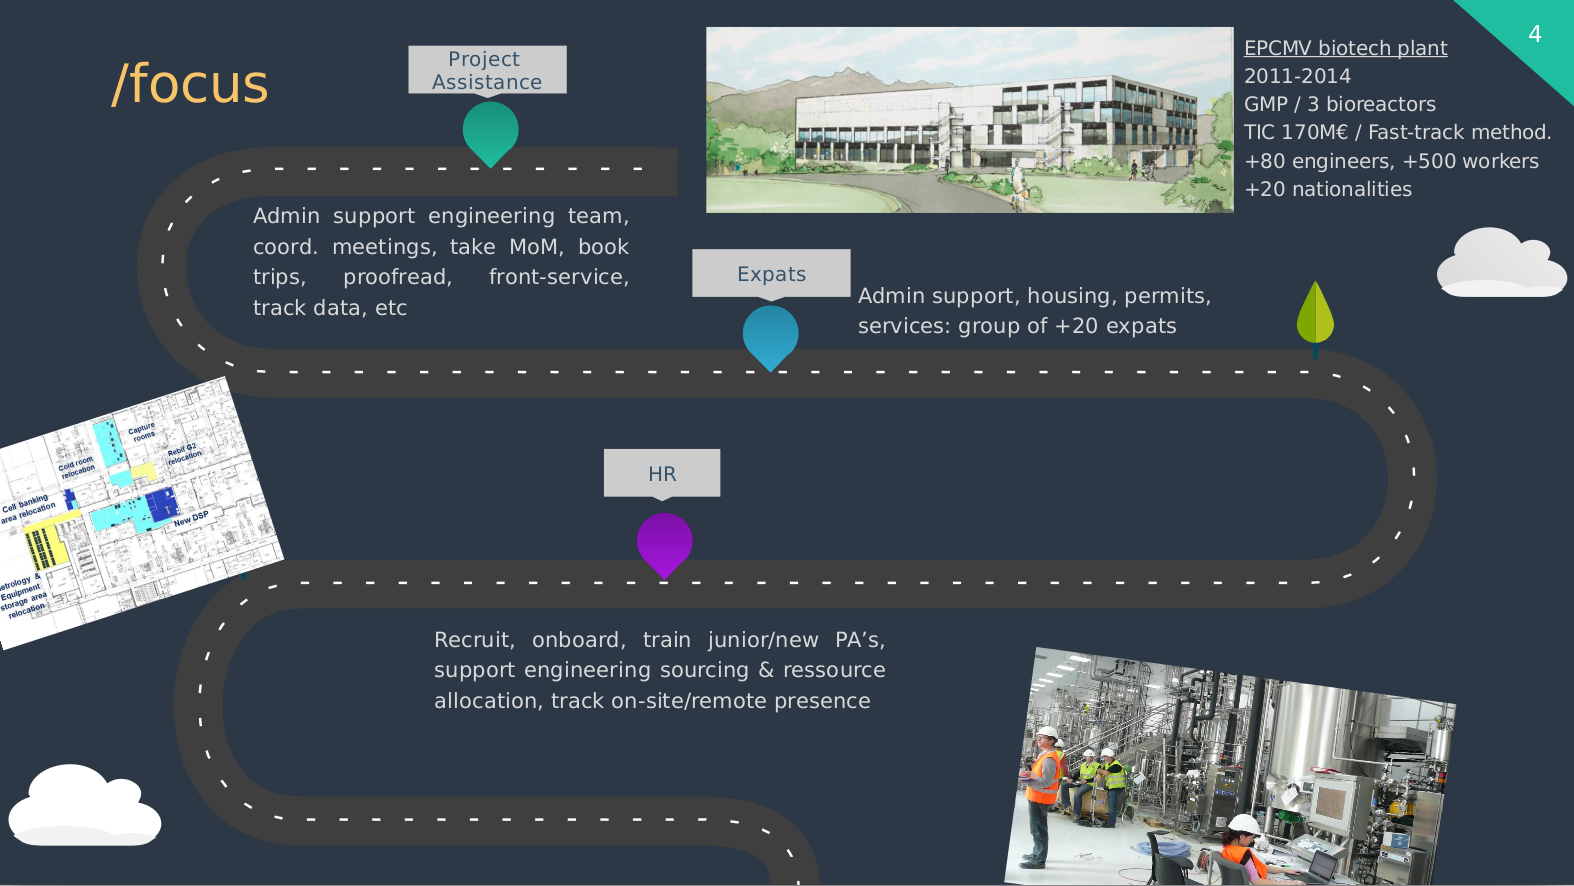 4
/focus
Project
Assistance
EPCMV biotech plant
2011-2014
GMP / 3 bioreactors
TIC 170M€ / Fast-track method.
+80 engineers, +500 workers
+20 nationalities
Admin support engineering team,
coord. meetings, take MoM, book
trips, proofread, front-service,
track data, etc
Expats
Admin support, housing, permits,
services: group of +20 expats
Capture
rooms
Cold room
relocation
Rebif G2
relocation
Cell banking
area relocation
New DSP
etrology &
Equipment
storage area
relocation
HR
Recruit, onboard, train junior/new PA’s,
support engineering sourcing & ressource
allocation, track on-site/remote presence